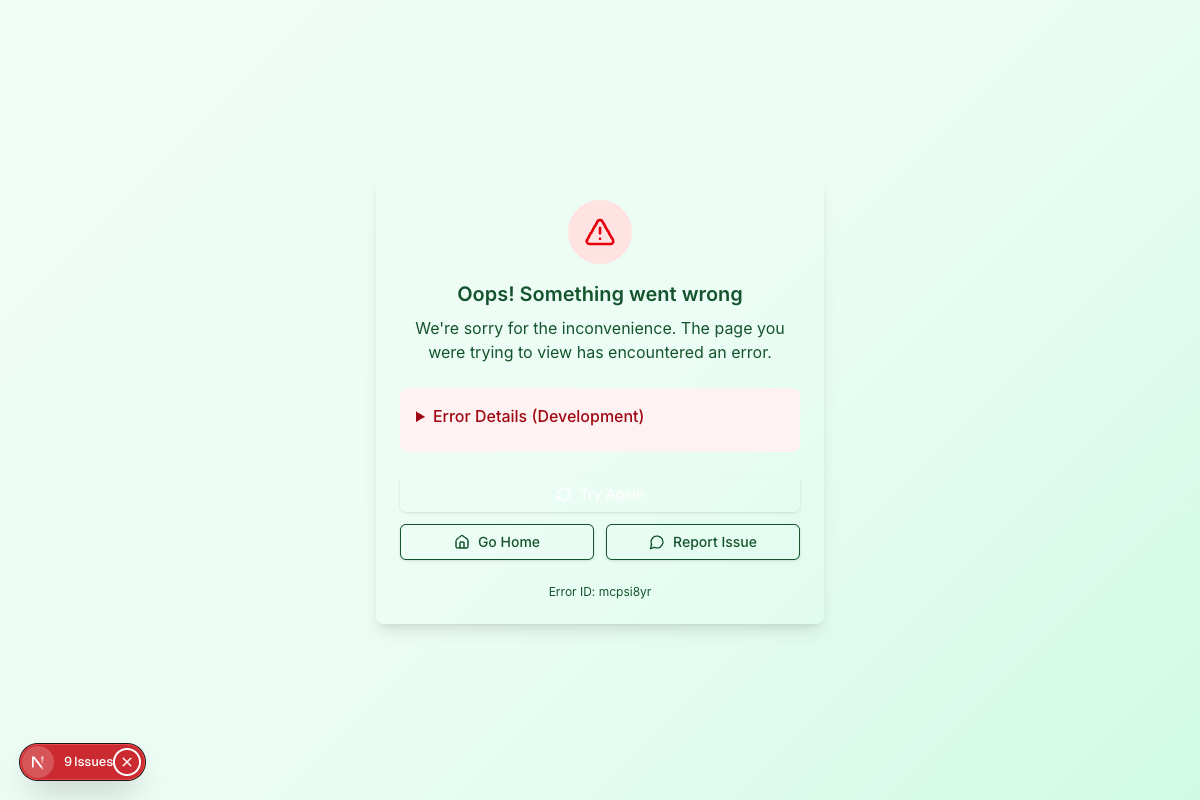 Oops! Something went wrong
We're sorry for the inconvenience. The page you
were trying to view has encountered an error.
Error Details (Development)
Try Again
Go Home
Report Issue
Error ID: mcpsi8yr
N
9 Issues